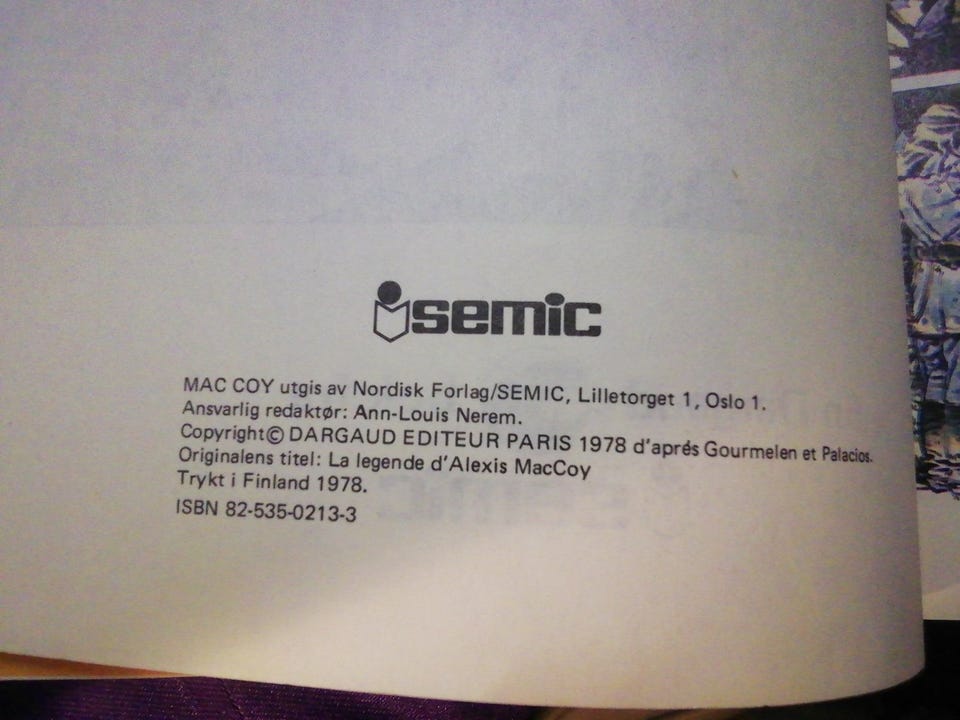 semic
MAC COY utgis av Nordisk Forlag/SEMIC, Lilletorget 1, Oslo 1.
Ansvarlig redaktør: Ann-Louis Nerem.
Copyright© DARGAUD EDITEUR PARIS 1978 d'aprés Gourmelen et Palacios.
Originalens titel: La legende d'Alexis MacCoy
Trykt i Finland 1978.
ISBN 82-535-0213-3